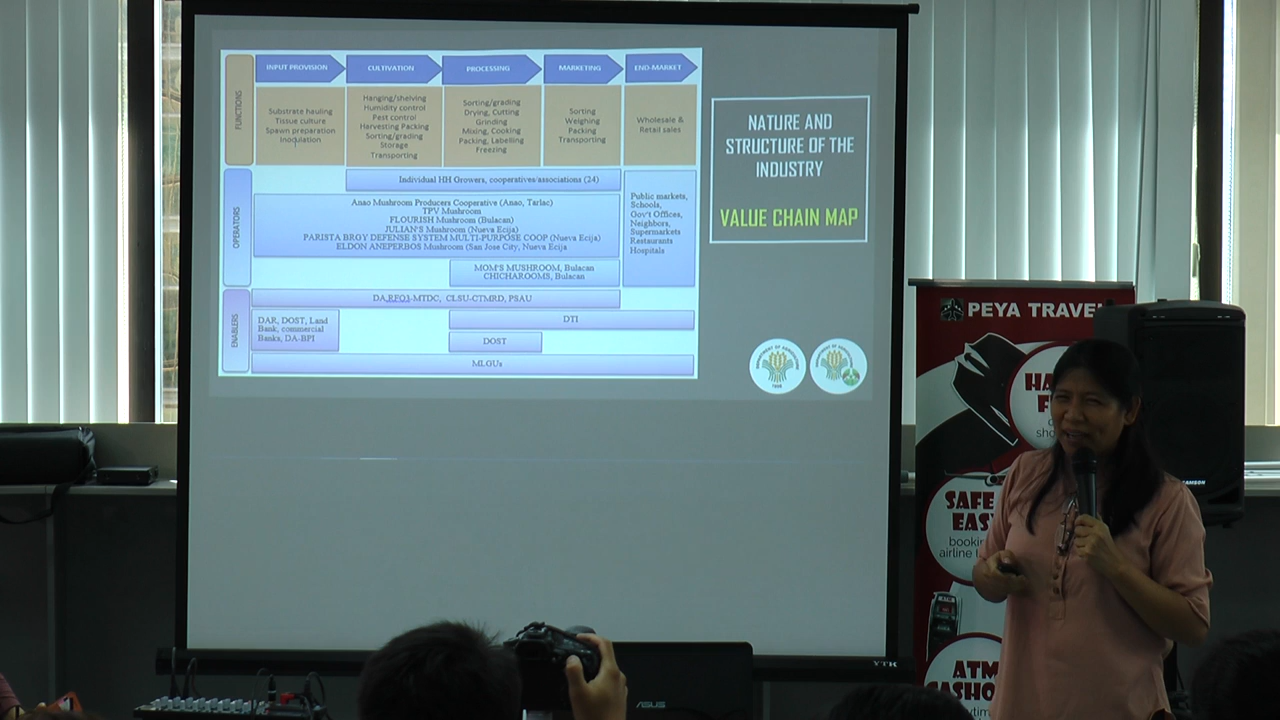 INPUT PROVISION
CULTIVATION
PROCESSING
MARKETING
END-MARKET
FUNCTIONS
Substrate hauling
Tissue culture
Spawn preparation
Inoculation
Hanging/shelving
Humidity control
Pest control
Harvesting Packing
Sorting/grading
Storage
Transporting
Sorting/grading
Drying, Cutting
Grinding
Mixing, Cooking
Packing, Labelling
Freezing
Sorting
Weighing
Packing
Transporting
Wholesale &
Retail sales
OPERATORS
Individual HH Growers, cooperatives/associations (24)
Anao Mushroom Producers Cooperative (Anao, Tarlac)
TPV Mushroom
FLOURISH Mushroom (Bulacan)
JULIAN'S Mushroom (Nueva Ecija)
PARISTA BRGY DEFENSE SYSTEM MULTI-PURPOSE COOP (Nueva Ecija)
ELDON ANEPERBOS Mushroom (San Jose City, Nueva Ecija
MOM'S MUSHROOM, Bulacan
CHICHAROOMS, Bulacan
Public markets,
Schools,
Gov't Offices,
Neighbors,
Supermarkets
Restaurants
Hospitals
ENABLERS
DA,RFO3-MTDC, CLSU-CTMRD, PSAU
DAR, DOST, Land
Bank, commercial
Banks, DA-BPI
DTI
DOST
MLGUs
NATURE AND
STRUCTURE OF THE
INDUSTRY
VALUE CHAIN MAP
PEYA TRAVEL
SAFE
EAS
bookin
airline
ATM
CASHO
SAMSON
YTK
ASUS